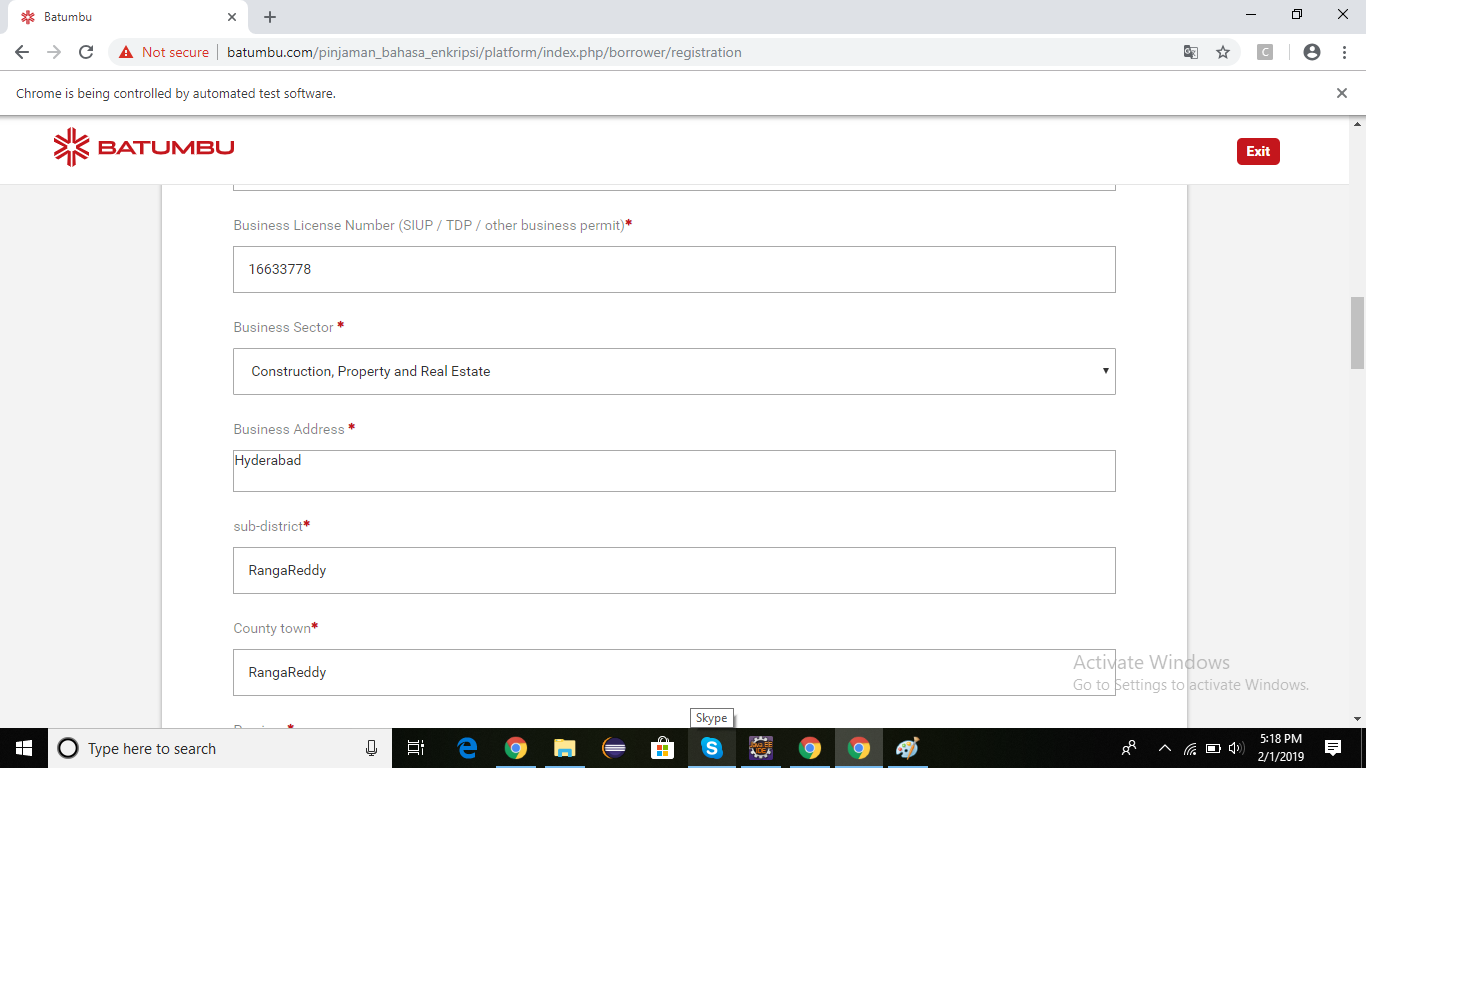 Batumbu
Not secure
batumbu.com/pinjaman_bahasa_enkripsi/platform/index.php/borrower/registration
C
Chrome is being controlled by automated test software.
BATUMBU
Exit
Business License Number (SIUP / TDP / other business permit)*
16633778
Business Sector *
Construction, Property and Real Estate
Business Address *
Hyderabad
sub-district*
RangaReddy
County town*
RangaReddy
Activate Windows
Go to Settings to activate Windows.
Skype
Type here to search
5:18 PM
2/1/2019